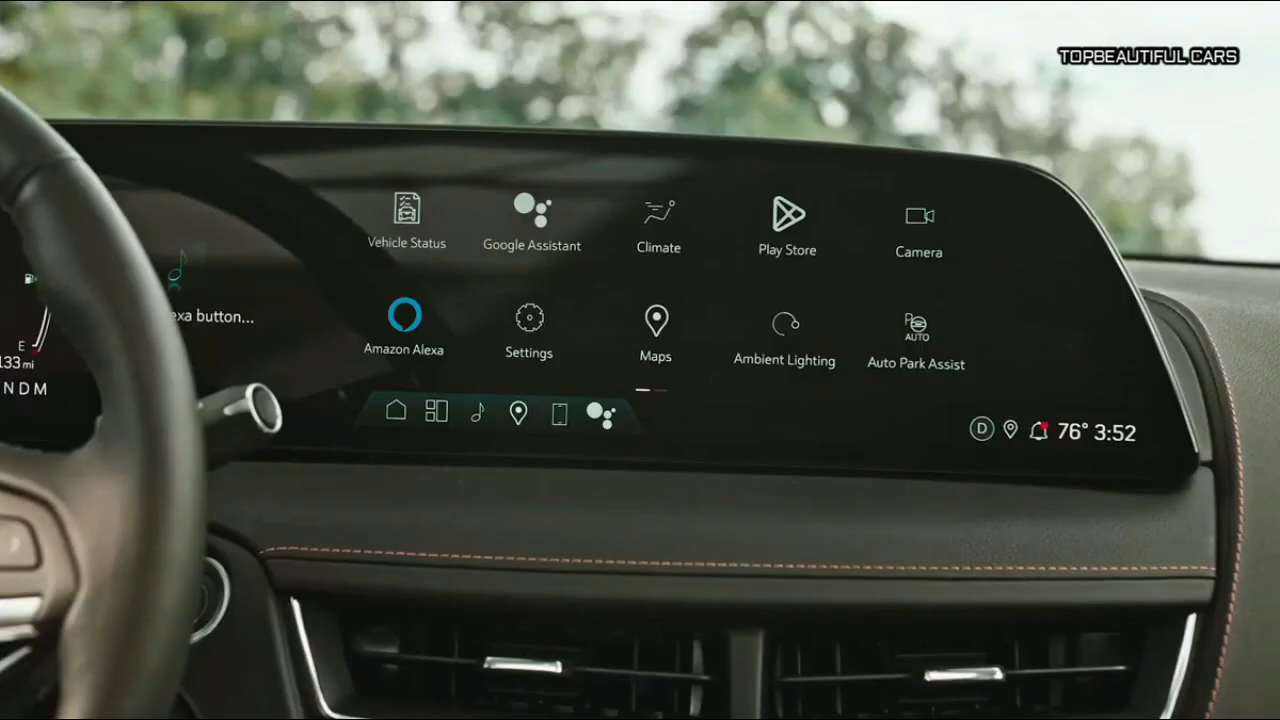 TOPBEAUTIFUL CARS
Vehicle Status
Google Assistant
Climate
Play Store
Camera
exa button...
Amazon Alexa
Settings
Maps
Ambient Lighting
Auto Park Assist
P
AUTO
E
133 mi
N D M
D
76° 3:52